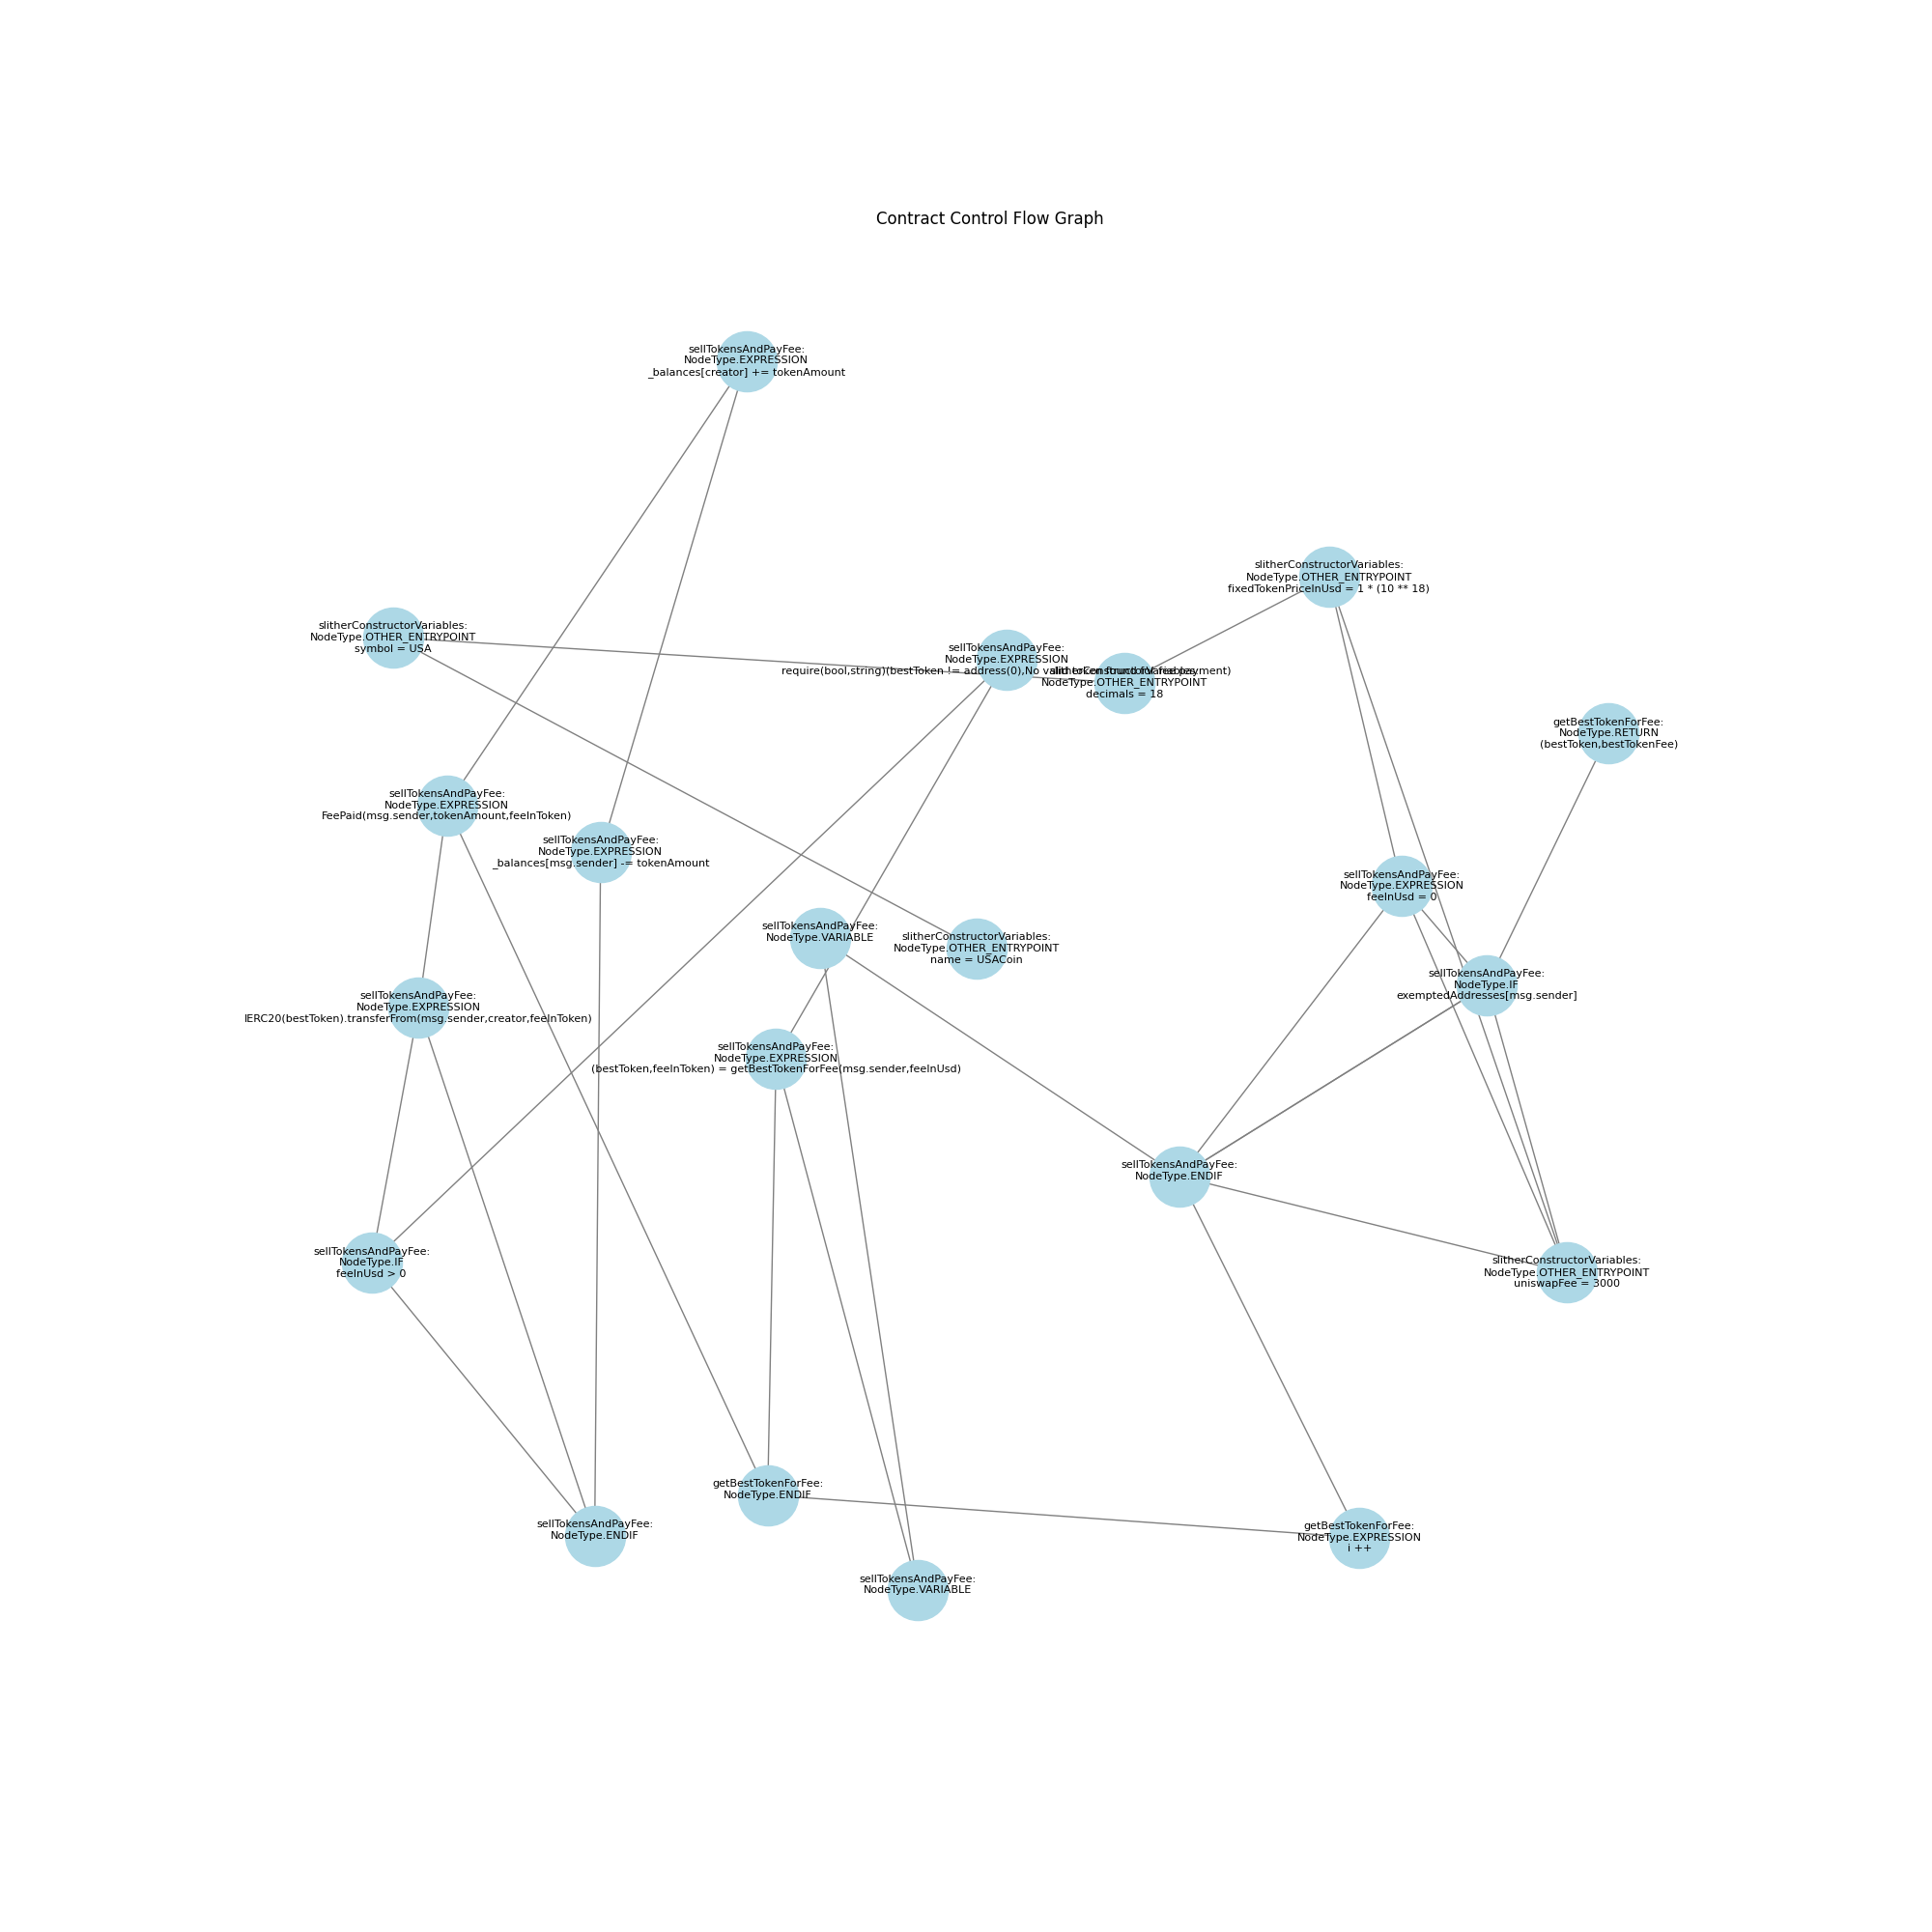 Contract Control Flow Graph
sellTokensAndPayFee:
NodeType.EXPRESSION
_balances[creator] += tokenAmount
slitherConstructorVariables:
NodeType.OTHER_ENTRYPOINT
fixedTokenPriceInUsd = 1 * (10 ** 18)
slitherConstructorVariables:
NodeType.OTHER_ENTRYPOINT
symbol = USA
sellTokensAndPayFee:
NodeType.EXPRESSION
require(bool,string)(bestToken != address(0),No valid token found for fee payment)
slitherConstructorVariables:
NodeType.OTHER_ENTRYPOINT
decimals = 18
getBestTokenForFee:
NodeType.RETURN
(bestToken,bestTokenFee)
sellTokensAndPayFee:
NodeType.EXPRESSION
FeePaid(msg.sender,tokenAmount,feeInToken)
sellTokensAndPayFee:
NodeType.EXPRESSION
_balances[msg.sender] -= tokenAmount
sellTokensAndPayFee:
NodeType.EXPRESSION
feeInUsd = 0
sellTokensAndPayFee:
NodeType.VARIABLE
slitherConstructorVariables:
NodeType.OTHER_ENTRYPOINT
name = USACoin
sellTokensAndPayFee:
NodeType.IF
exemptedAddresses[msg.sender]
sellTokensAndPayFee:
NodeType.EXPRESSION
IERC20(bestToken).transferFrom(msg.sender,creator,feeInToken)
sellTokensAndPayFee:
NodeType.EXPRESSION
(bestToken,feeInToken) = getBestTokenForFee(msg.sender,feeInUsd)
sellTokensAndPayFee:
NodeType.ENDIF
sellTokensAndPayFee:
NodeType.IF
feeInUsd > 0
slitherConstructorVariables:
NodeType.OTHER_ENTRYPOINT
uniswapFee = 3000
getBestTokenForFee:
NodeType.ENDIF
sellTokensAndPayFee:
NodeType.ENDIF
getBestTokenForFee:
NodeType.EXPRESSION
i ++
sellTokensAndPayFee:
NodeType.VARIABLE